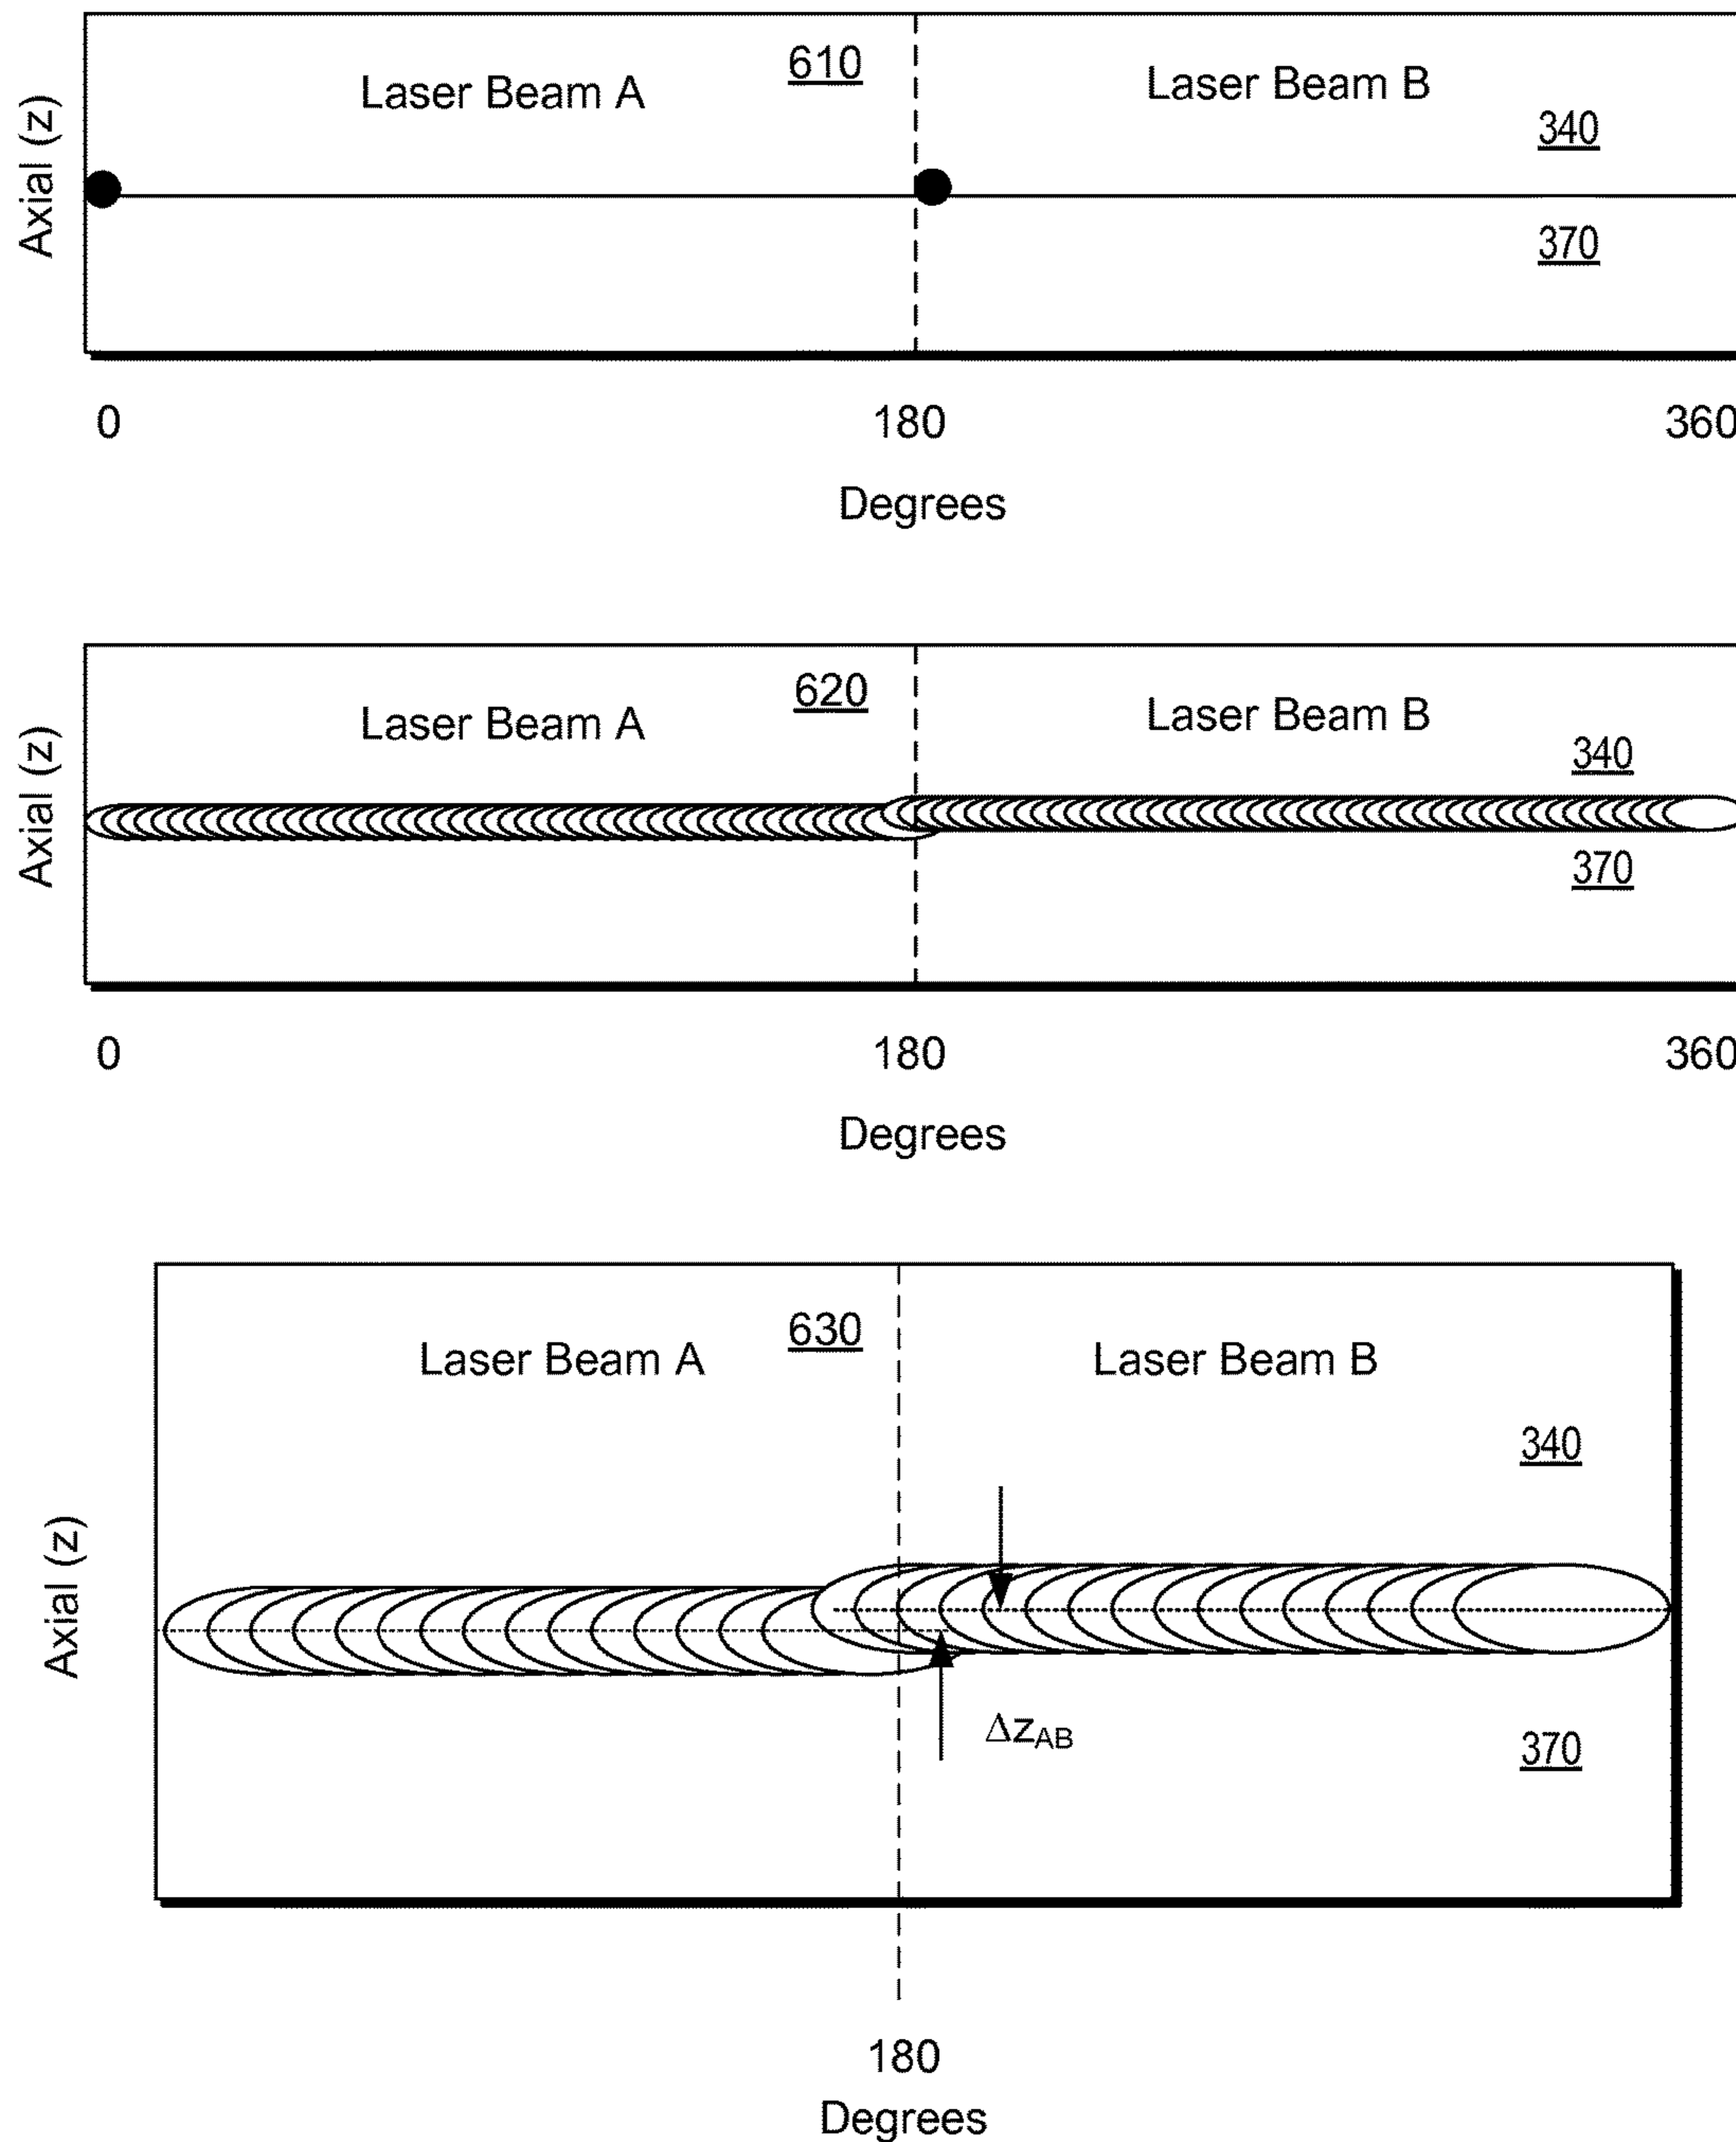 Laser Beam A
610
Laser Beam B
340
370
Axial (z)
0
180
360
Degrees
Laser Beam A
620
Laser Beam B
340
370
Axial (z)
0
180
360
Degrees
Laser Beam A
630
Laser Beam B
340
Axial (z)
ΔzAB
370
180
Degrees